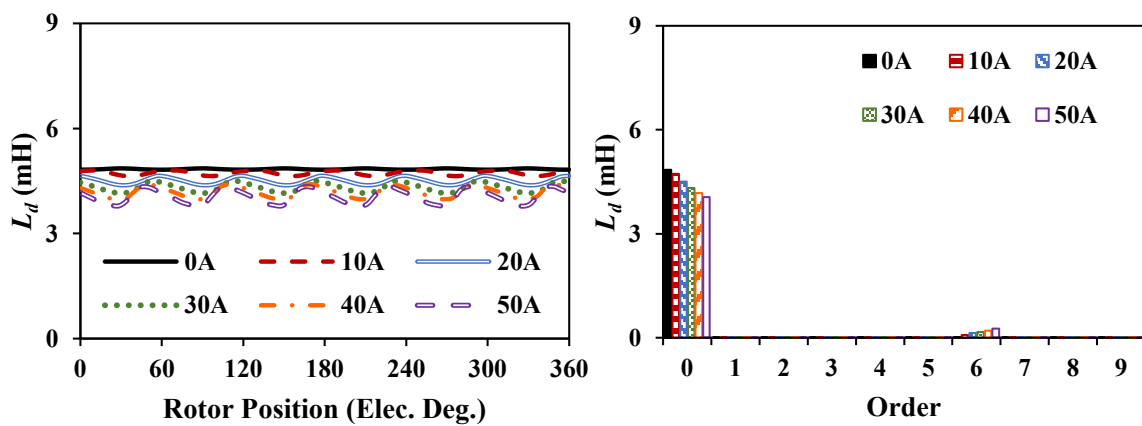 9
6
3
0
L_d (mH)
0A 10A 20A
30A 40A 50A
0 60 120 180 240 300 360
Rotor Position (Elec. Deg.)
9
6
3
0
L_d (mH)
0A 10A 20A
30A 40A 50A
0 1 2 3 4 5 6 7 8 9
Order